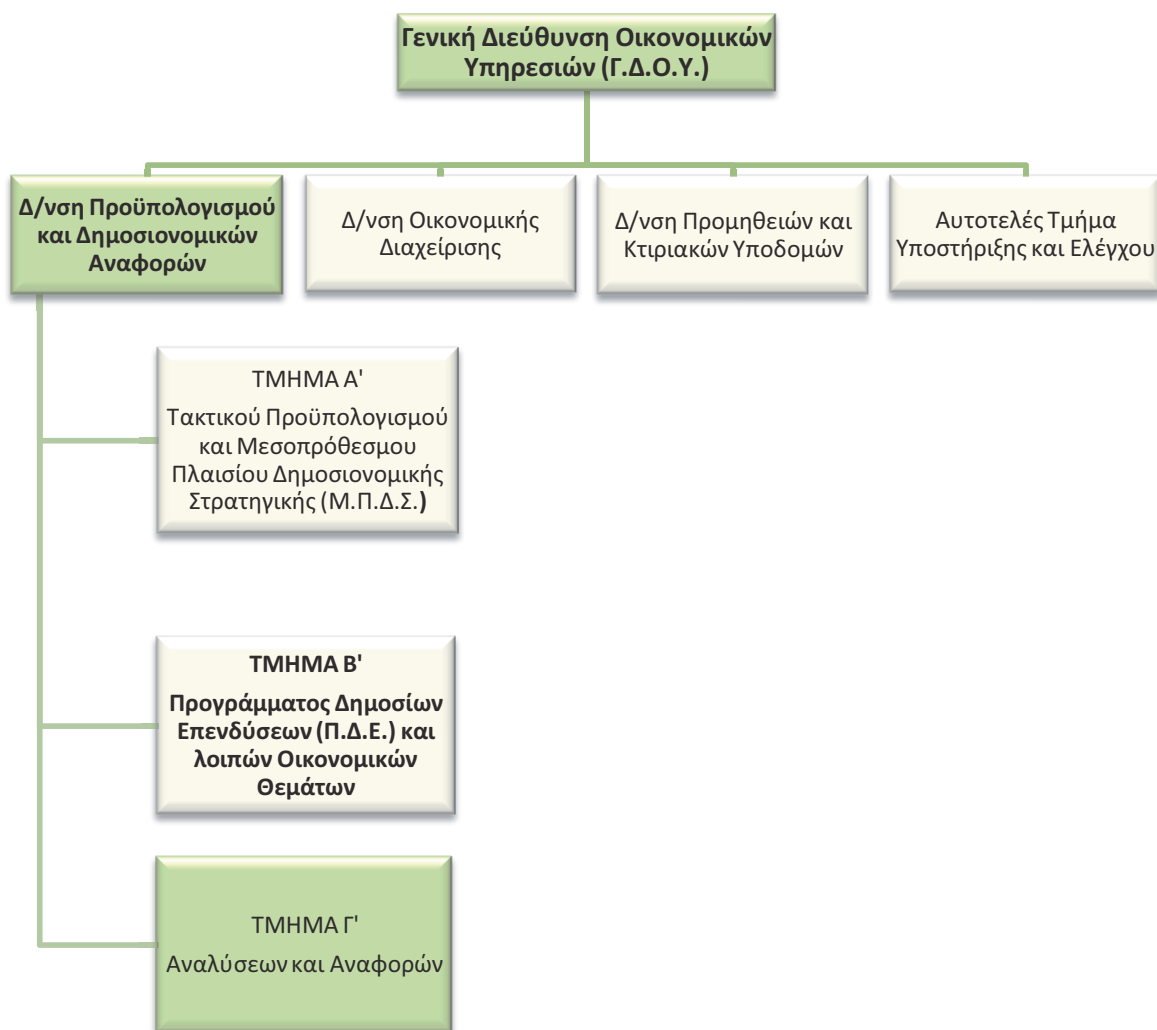 Γενική Διεύθυνση Οικονομικών
Υπηρεσιών (Γ.Δ.Ο.Υ.)
Δ/νση Προϋπολογισμού
και Δημοσιονομικών
Αναφορών
Δ/νση Οικονομικής
Διαχείρισης
Δ/νση Προμηθειών και
Κτιριακών Υποδομών
Αυτοτελές Τμήμα
Υποστήριξης και Ελέγχου
ΤΜΗΜΑ Α'
Τακτικού Προϋπολογισμού
και Μεσοπρόθεσμου
Πλαισίου Δημοσιονομικής
Στρατηγικής (Μ.Π.Δ.Σ.)
ΤΜΗΜΑ Β'
Προγράμματος Δημοσίων
Επενδύσεων (Π.Δ.Ε.) και
λοιπών Οικονομικών
Θεμάτων
ΤΜΗΜΑ Γ'
Αναλύσεων και Αναφορών